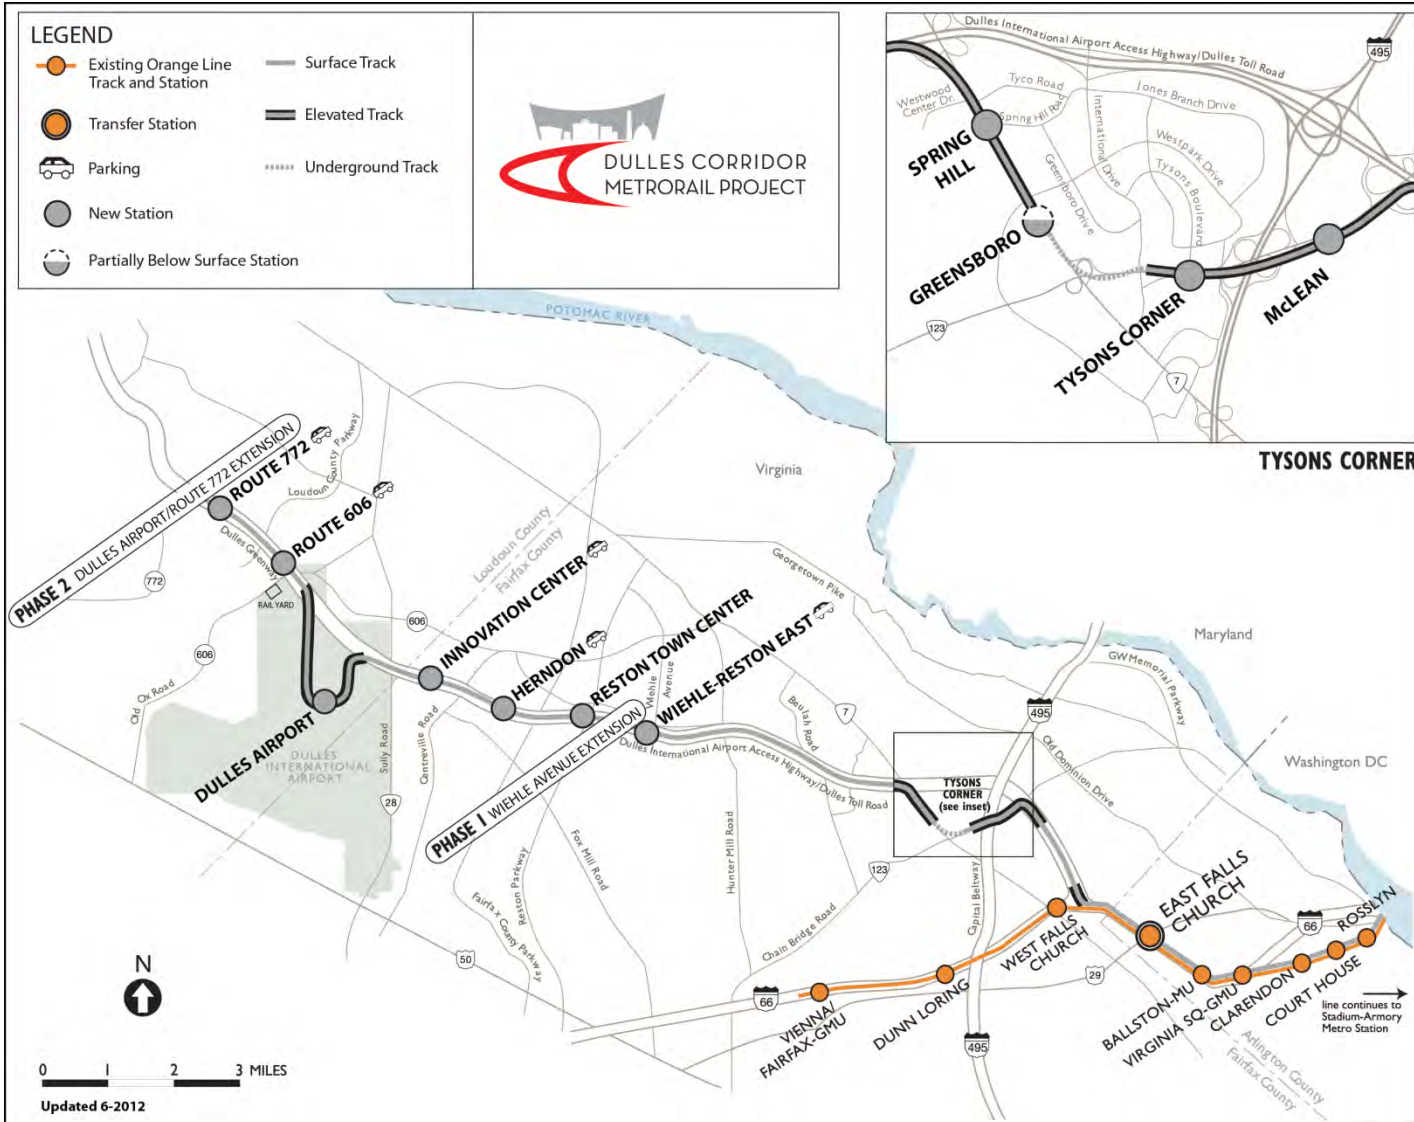 LEGEND
Existing Orange Line
Track and Station
Transfer Station
Parking
New Station
Partially Below Surface Station
Surface Track
Elevated Track
Underground Track
DULLES CORRIDOR
METRORAIL PROJECT
Dulles International Airport Access Highway/Dulles Toll Road
495
Westwood
Center Dr.
Tyco Road
Spring Hill Road
Jones Branch Drive
International Drive
Westpark Drive
Greensboro Drive
Tysons Boulevard
SPRING
HILL
GREENSBORO
TYSONS CORNER
McLEAN
123
7
TYSONS CORNER
POTOMAC RIVER
Virginia
Maryland
Washington DC
PHASE 2 DULLES AIRPORT/ROUTE 772 EXTENSION
ROUTE 772
Loudoun County Parkway
ROUTE 606
Dulles Greenway
772
RAIL YARD
606
606
Old Ox Road
Loudoun County
Fairfax County
INNOVATION CENTER
HERNDON
RESTON TOWN CENTER
WIEHLE-RESTON EAST
Wiehle
Avenue
DULLES AIRPORT
DULLES
INTERNATIONAL
AIRPORT
Sully Road
28
Centreville Road
PHASE 1 WIEHLE AVENUE EXTENSION
Dulles International Airport Access Highway/Dulles Toll Road
Georgetown Pike
Beulah Road
7
TYSONS
CORNER
(see inset)
495
GW Memorial Parkway
Old Dominion Drive
Fox Mill Road
Reston Parkway
Fairfax County Parkway
Hunter Mill Road
123
Chain Bridge Road
Capital Beltway
50
66
VIENNA/
FAIRFAX-GMU
DUNN LORING
WEST FALLS
CHURCH
EAST FALLS
CHURCH
29
495
66
BALLSTON-MU
VIRGINIA SQ-GMU
CLARENDON
COURT HOUSE
ROSSLYN
line continues to
Stadium-Armory
Metro Station
Arlington County
Fairfax County
N
0 1 2 3 MILES
Updated 6-2012